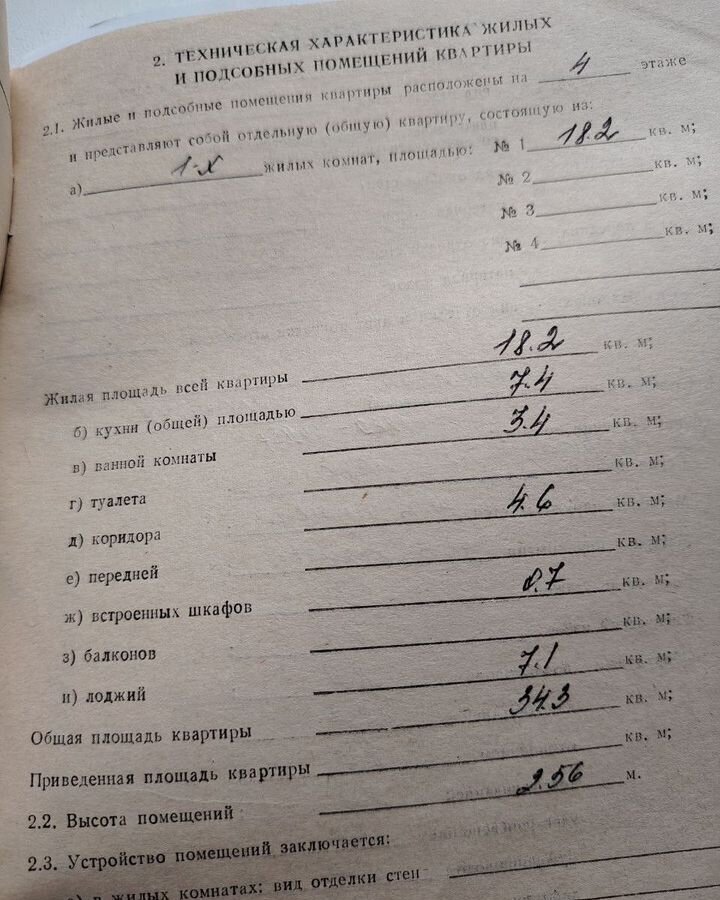 2. ТЕХНИЧЕСКАЯ ХАРАКТЕРИСТИКА ЖИЛЫХ
И ПОДСОБНЫХ ПОМЕЩЕНИЙ КВАРТИРЫ
2.1. Жилые и подсобные помещения квартиры расположены на 4 этаже
и представляют собой отдельную (общую) квартиру, состоящую из:
а) 1-х жилых комнат, площадью: № 1 18.2 кв. м;
№ 2 кв. м;
№ 3 кв. м;
№ 4 кв. м;
Жилая площадь всей квартиры 18.2 кв. м;
б) кухни (общей) площадью 7.4 кв. м;
в) ванной комнаты 3.4 кв. м;
г) туалета кв. м;
д) коридора 4.6 кв. м;
е) передней кв. м;
ж) встроенных шкафов 0.7 кв. м;
з) балконов кв. м;
и) лоджий 7.1 кв. м;
Общая площадь квартиры 34.3 кв. м;
Приведенная площадь квартиры кв. м;
2.2. Высота помещений 2.56 м.
2.3. Устройство помещений заключается:
в жилых комнатах: вид отделки стен